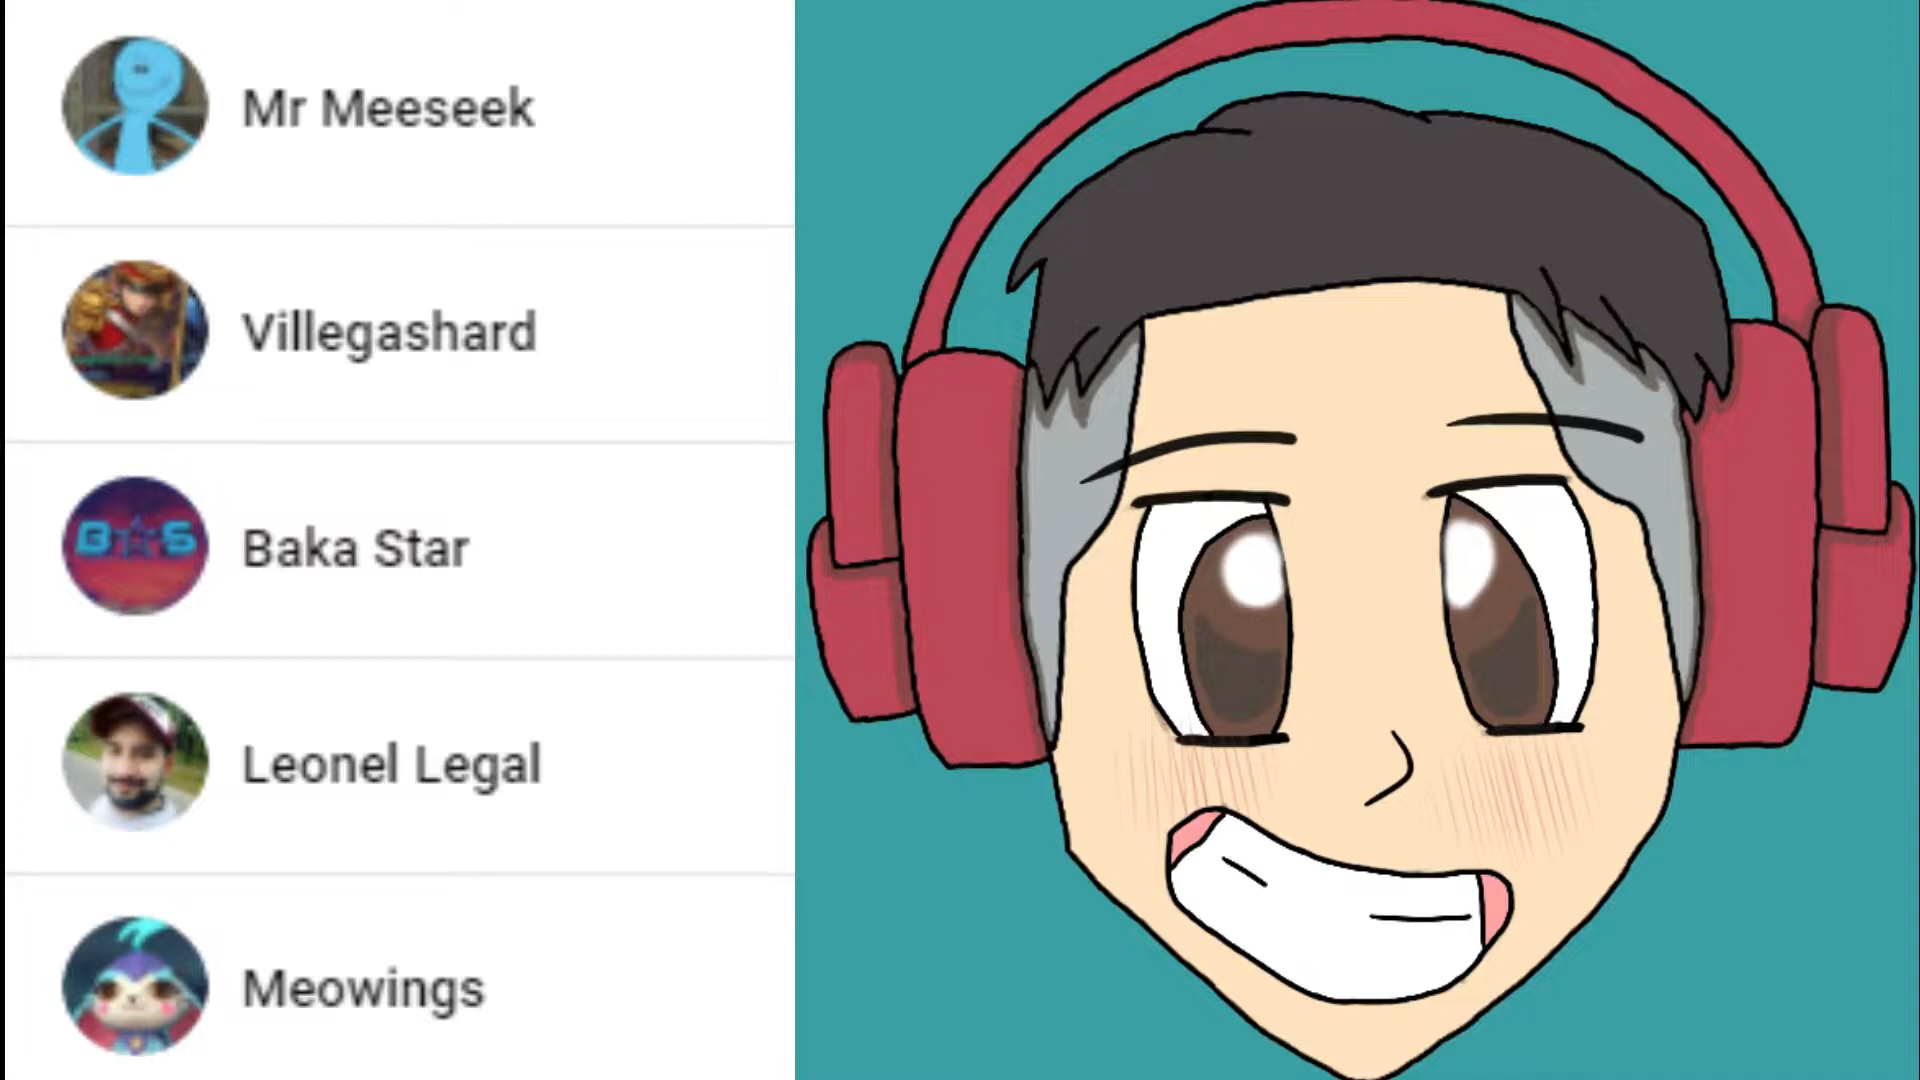 Mr Meeseek
Villegashard
B☆S
Baka Star
Leonel Legal
Meowings